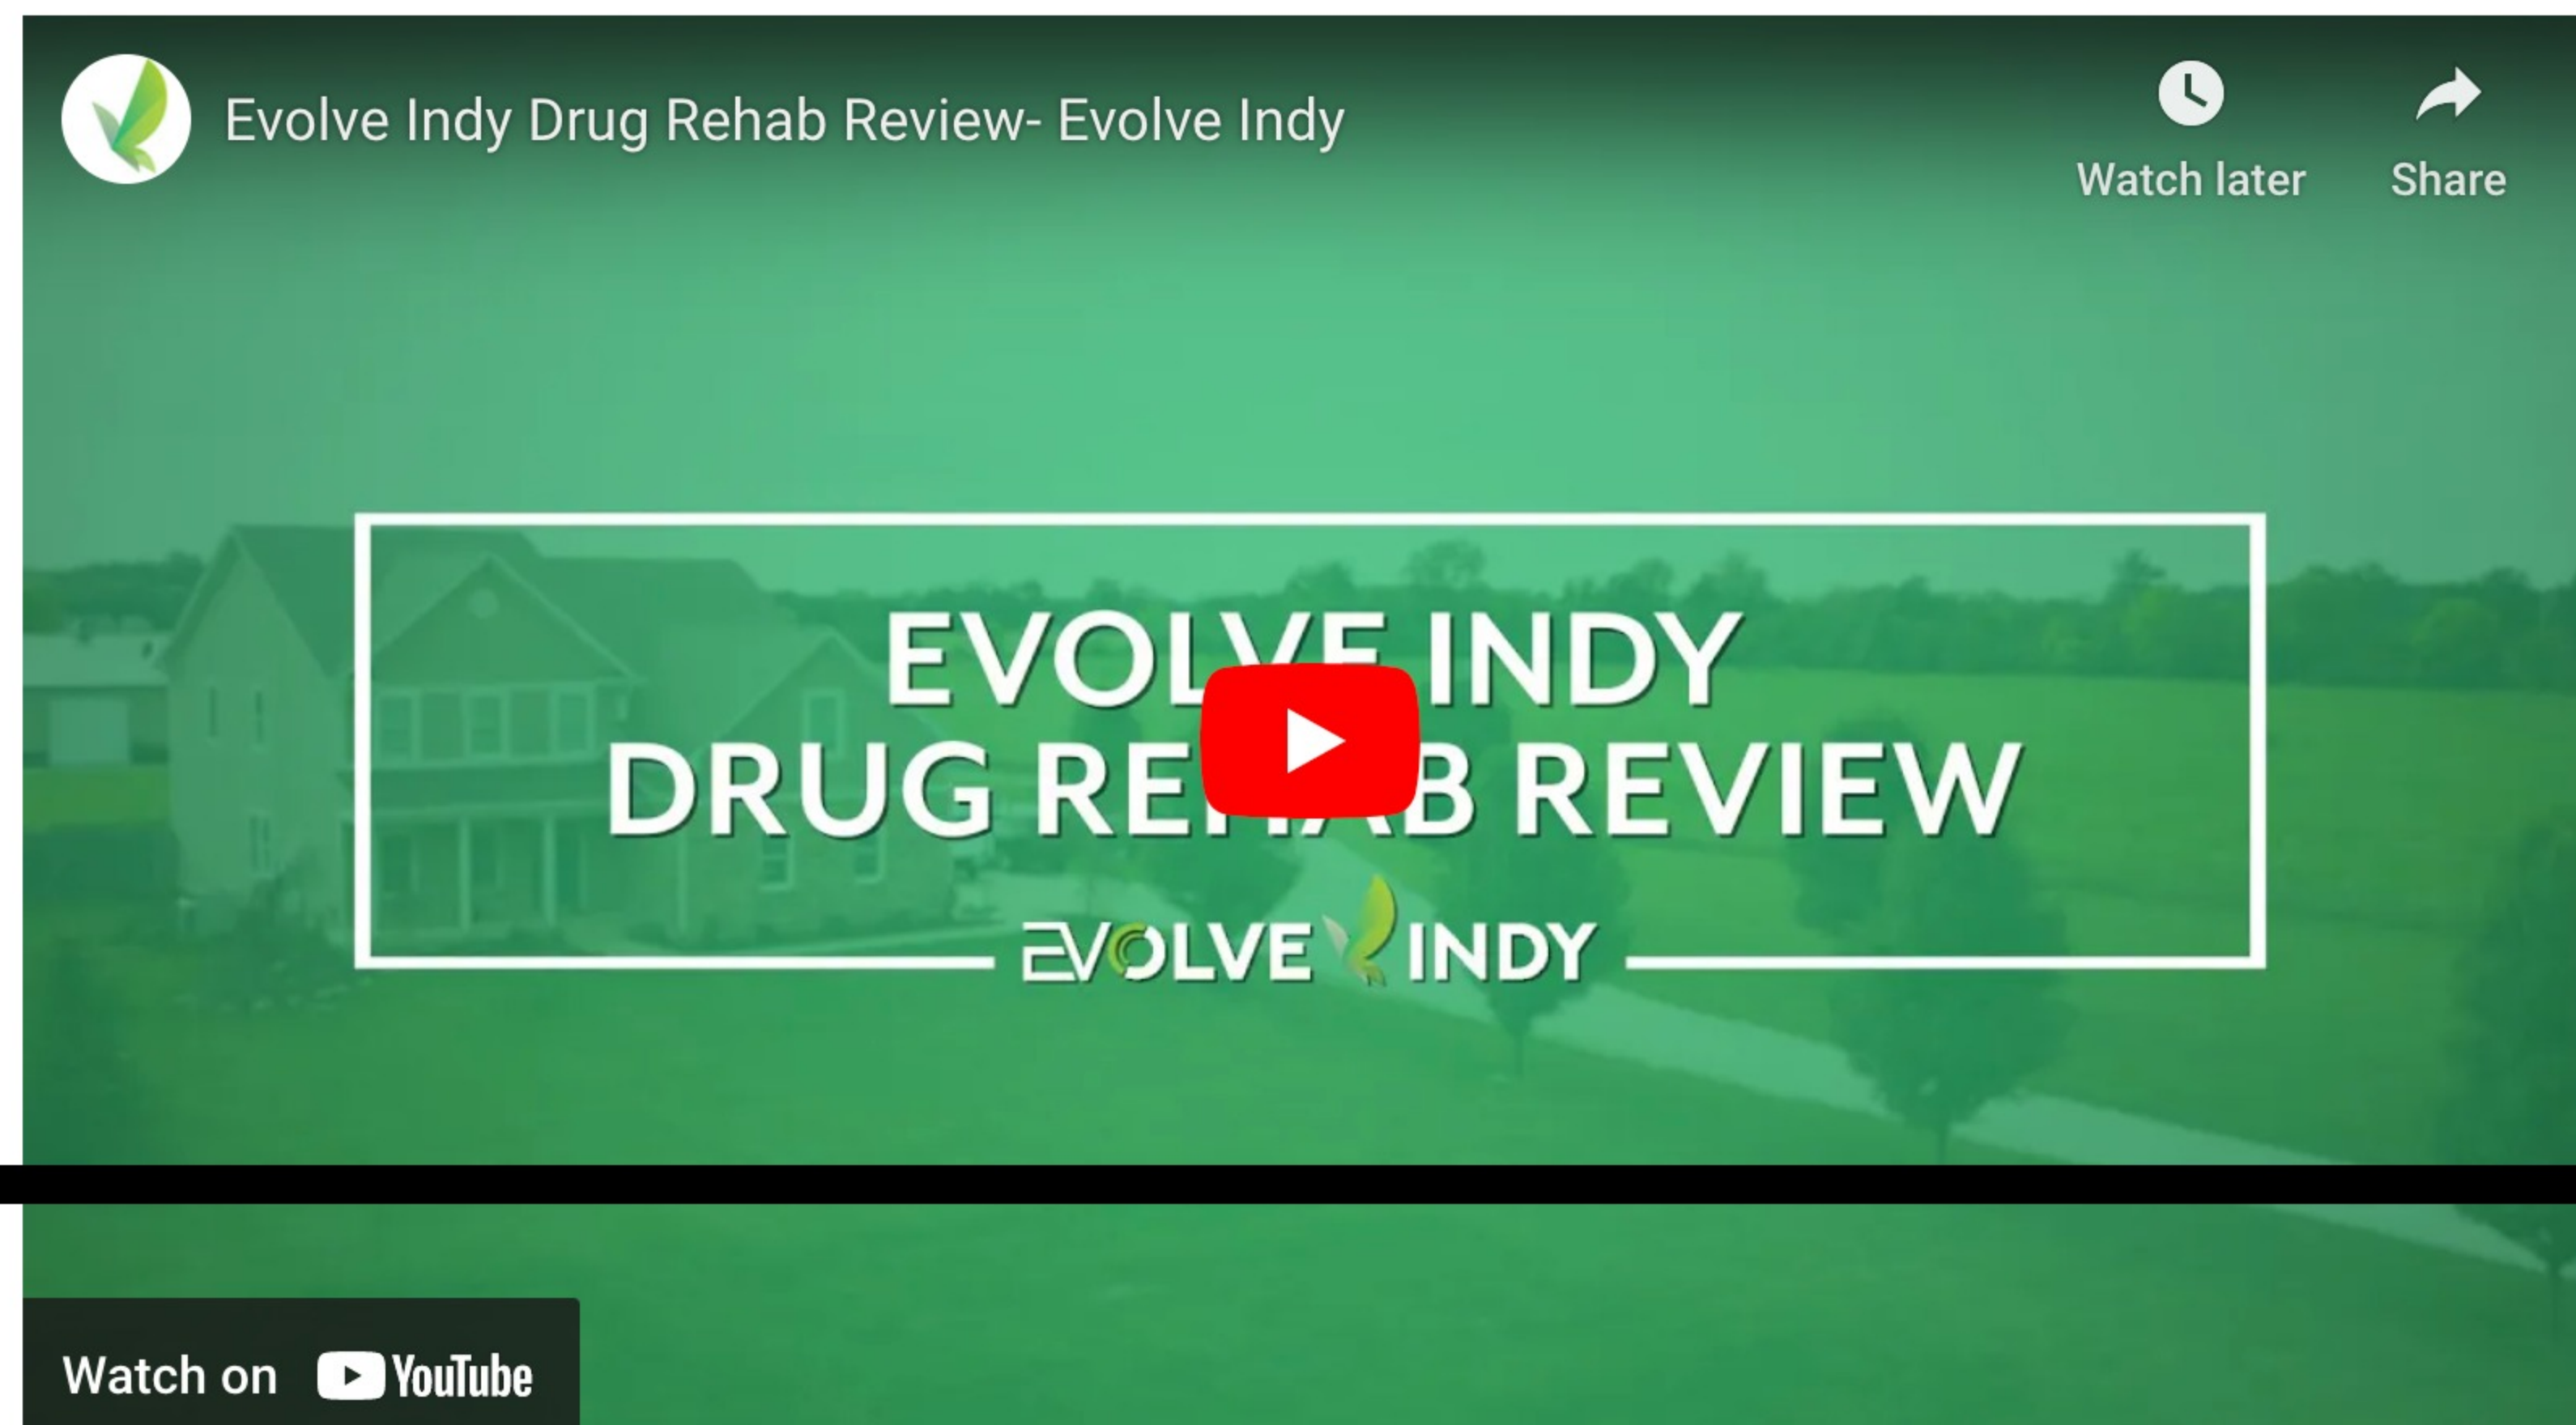 Evolve Indy Drug Rehab Review- Evolve Indy
Watch later
Share
EVOLVE INDY
DRUG REHAB REVIEW
EVOLVE INDY
Watch on YouTube